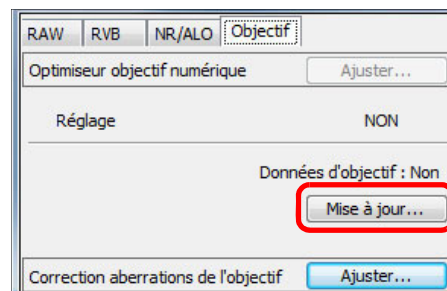 RAW RVB NR/ALO Objectif
Optimiseur objectif numérique Ajuster...
Réglage NON
Données d'objectif : Non
Mise à jour...
Correction aberrations de l'objectif Ajuster...